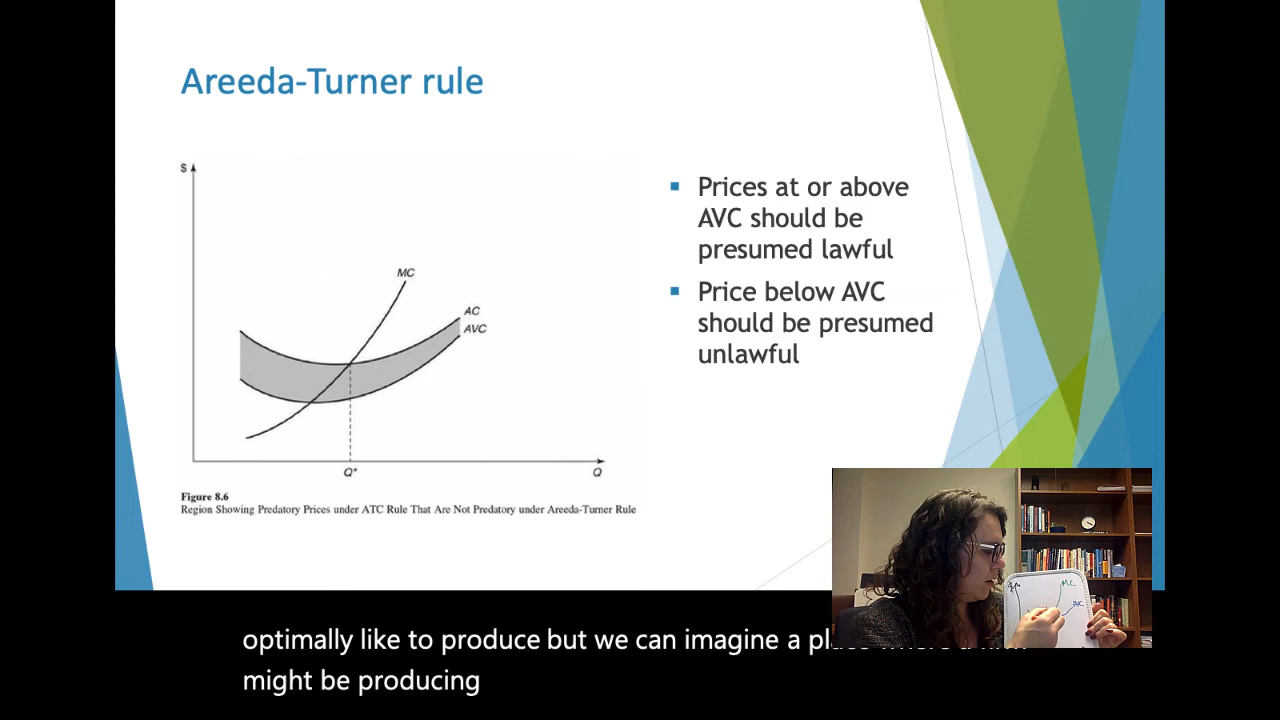 Areeda-Turner rule
$
MC
AC
AVC
Q*
Q
Figure 8.6
Region Showing Predatory Prices under ATC Rule That Are Not Predatory under Areeda-Turner Rule
Prices at or above
AVC should be
presumed lawful
Price below AVC
should be presumed
unlawful
MC
optimally like to produce but we can imagine a
might be producing